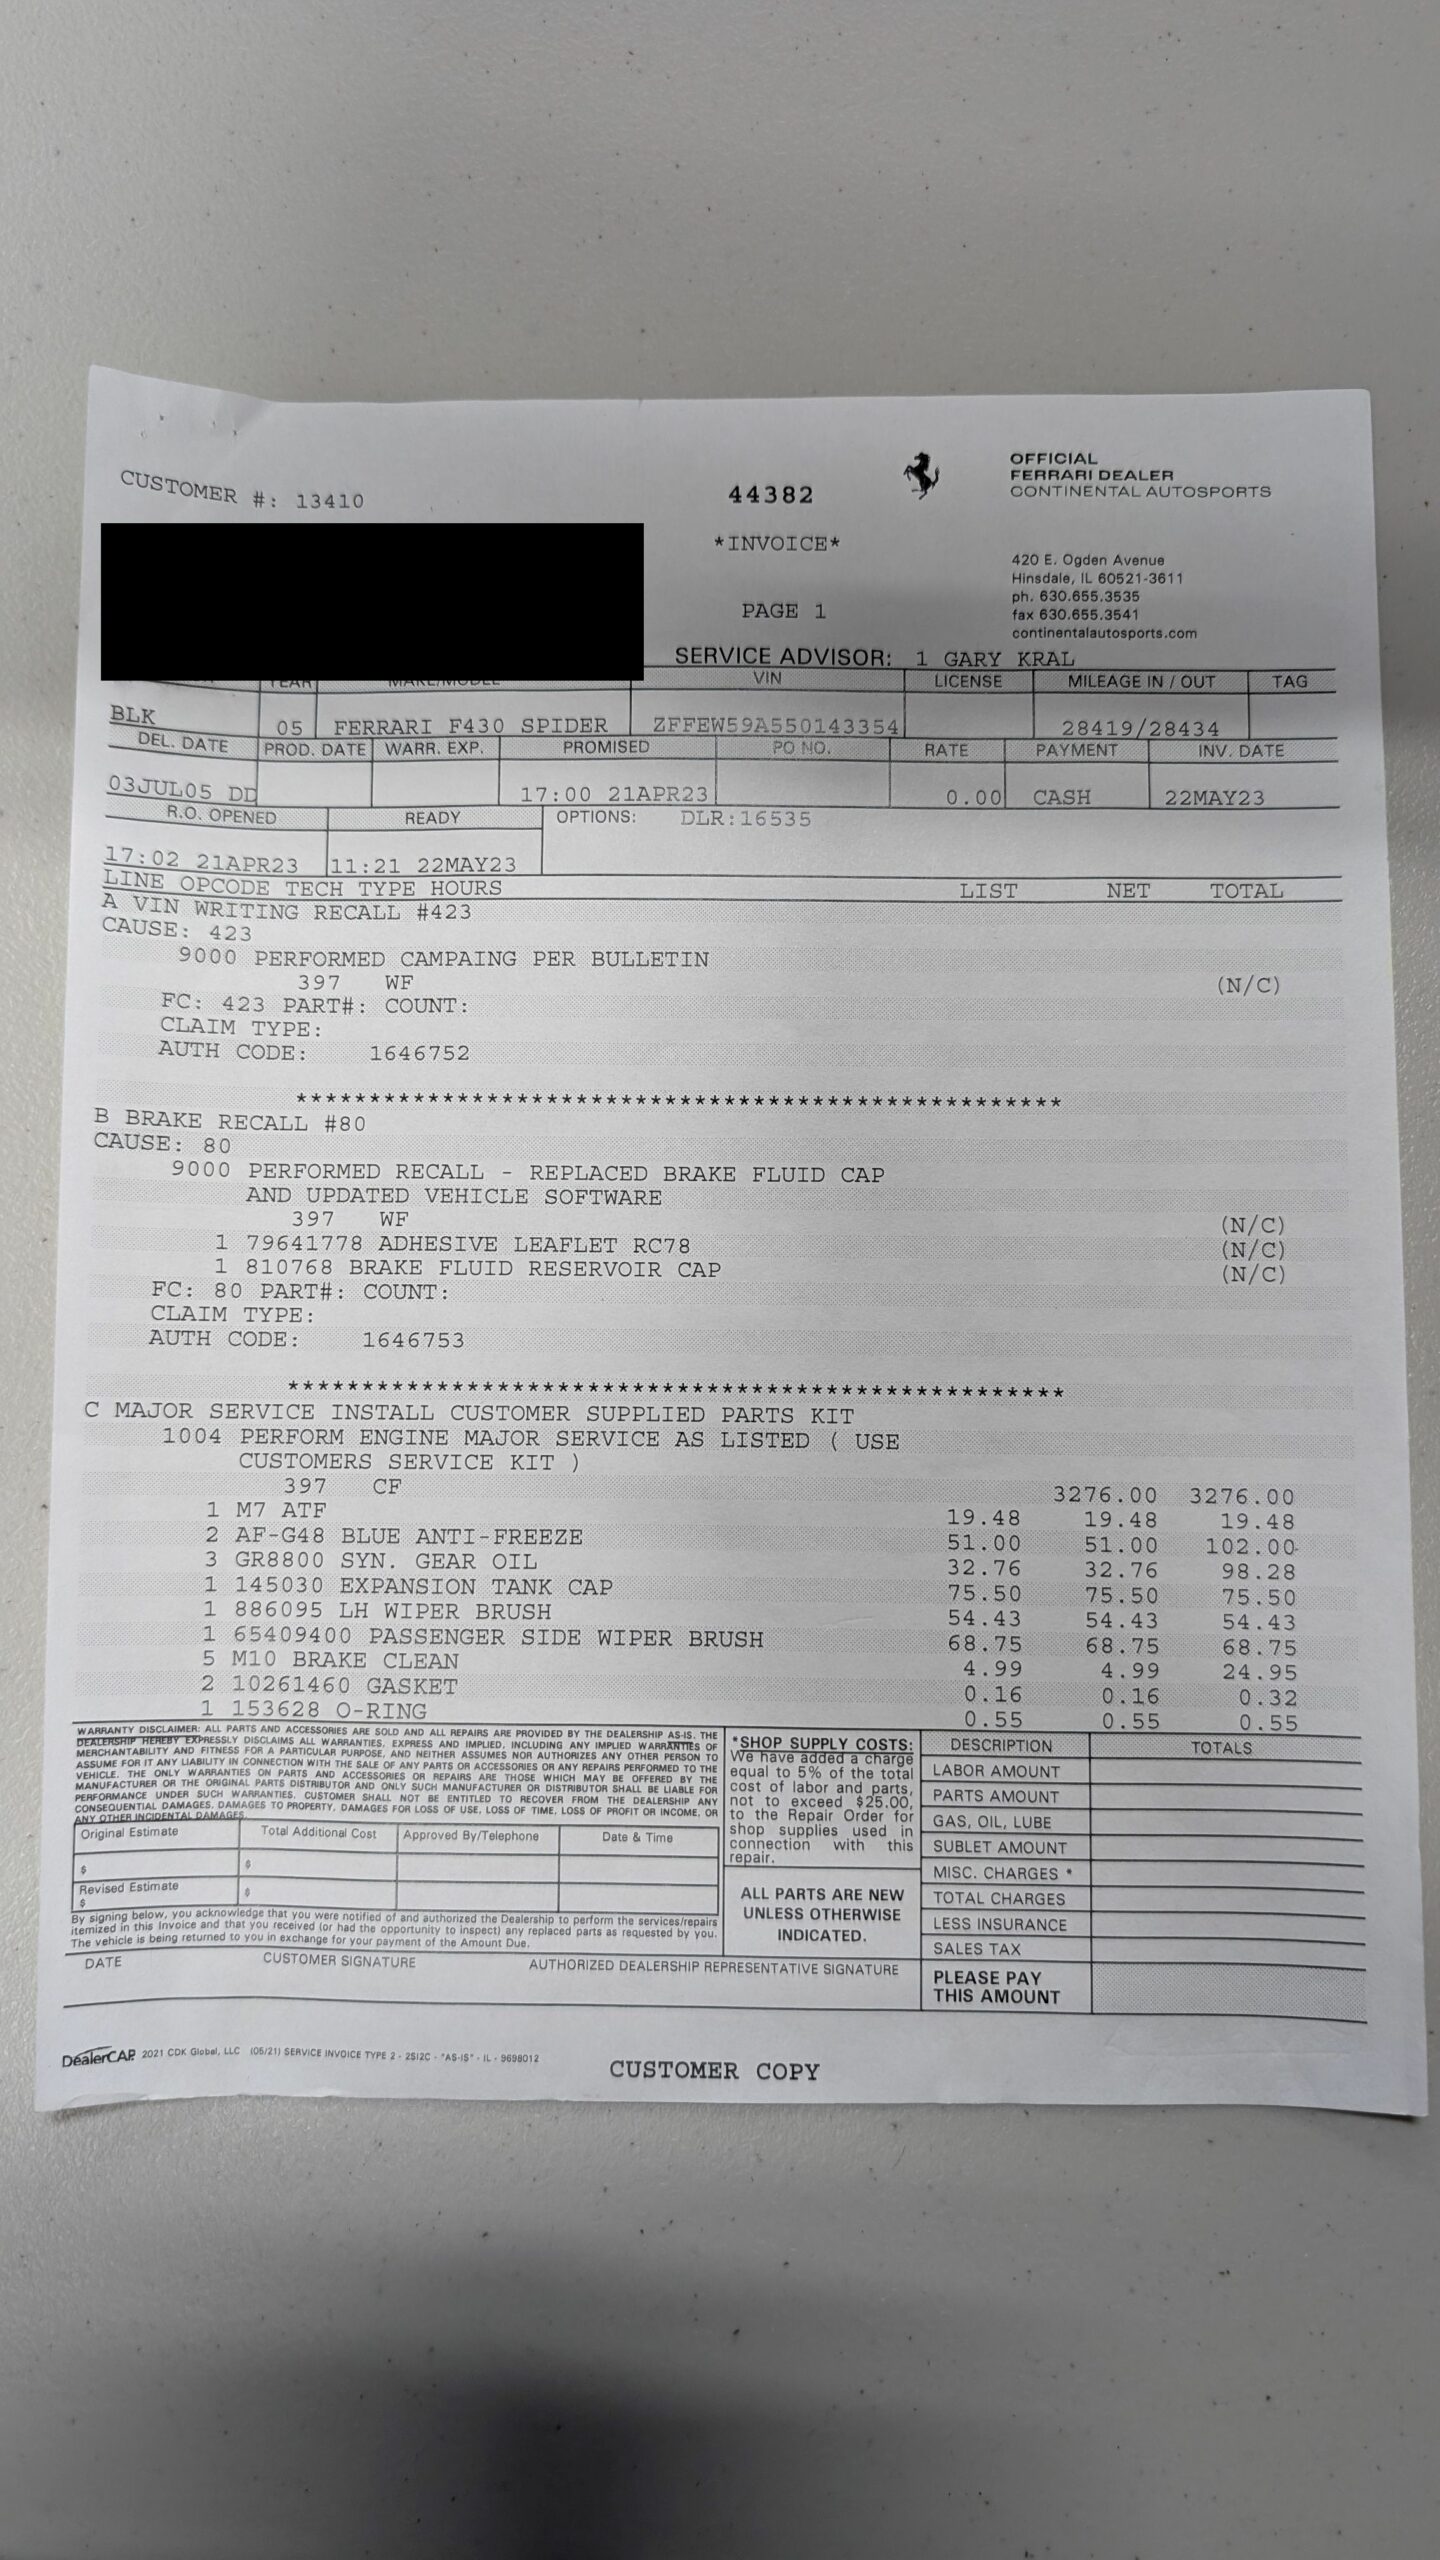 CUSTOMER #: 13410
44382
*INVOICE*
PAGE 1
OFFICIAL
FERRARI DEALER
CONTINENTAL AUTOSPORTS
420 E. Ogden Avenue
Hinsdale, IL 60521-3611
ph. 630.655.3535
fax 630.655.3541
continentalautosports.com
SERVICE ADVISOR: 1 GARY KRAL
YEAR MAKE/MODEL VIN LICENSE MILEAGE IN / OUT TAG
BLK 05 FERRARI F430 SPIDER ZFFEW59A550143354 28419/28434
DEL. DATE PROD. DATE WARR. EXP. PROMISED PO NO. RATE PAYMENT INV. DATE
03JUL05 DD 17:00 21APR23 0.00 CASH 22MAY23
R.O. OPENED READY OPTIONS: DLR:16535
17:02 21APR23 11:21 22MAY23
LINE OPCODE TECH TYPE HOURS LIST NET TOTAL
A VIN WRITING RECALL #423
CAUSE: 423
9000 PERFORMED CAMPAING PER BULLETIN
397 WF (N/C)
FC: 423 PART#: COUNT:
CLAIM TYPE:
AUTH CODE: 1646752
****************************************************
B BRAKE RECALL #80
CAUSE: 80
9000 PERFORMED RECALL - REPLACED BRAKE FLUID CAP
AND UPDATED VEHICLE SOFTWARE
397 WF (N/C)
1 79641778 ADHESIVE LEAFLET RC78 (N/C)
1 810768 BRAKE FLUID RESERVOIR CAP (N/C)
FC: 80 PART#: COUNT:
CLAIM TYPE:
AUTH CODE: 1646753
****************************************************
C MAJOR SERVICE INSTALL CUSTOMER SUPPLIED PARTS KIT
1004 PERFORM ENGINE MAJOR SERVICE AS LISTED ( USE
CUSTOMERS SERVICE KIT )
397 CF 3276.00 3276.00
1 M7 ATF 19.48 19.48 19.48
2 AF-G48 BLUE ANTI-FREEZE 51.00 51.00 102.00
3 GR8800 SYN. GEAR OIL 32.76 32.76 98.28
1 145030 EXPANSION TANK CAP 75.50 75.50 75.50
1 886095 LH WIPER BRUSH 54.43 54.43 54.43
1 65409400 PASSENGER SIDE WIPER BRUSH 68.75 68.75 68.75
5 M10 BRAKE CLEAN 4.99 4.99 24.95
2 10261460 GASKET 0.16 0.16 0.32
1 153628 O-RING 0.55 0.55 0.55
WARRANTY DISCLAIMER: ALL PARTS AND ACCESSORIES ARE SOLD AND ALL REPAIRS ARE PROVIDED BY THE DEALERSHIP AS-IS. THE
DEALERSHIP HEREBY EXPRESSLY DISCLAIMS ALL WARRANTIES, EXPRESS AND IMPLIED, INCLUDING ANY IMPLIED WARRANTIES OF
MERCHANTABILITY AND FITNESS FOR A PARTICULAR PURPOSE, AND NEITHER ASSUMES NOR AUTHORIZES ANY OTHER PERSON TO
ASSUME FOR IT ANY LIABILITY IN CONNECTION WITH THE SALE OF ANY PARTS OR ACCESSORIES OR ANY REPAIRS PERFORMED TO THE
VEHICLE. THE ONLY WARRANTIES ON PARTS AND ACCESSORIES OR REPAIRS ARE THOSE WHICH MAY BE OFFERED BY THE
MANUFACTURER OR THE ORIGINAL PARTS DISTRIBUTOR AND ONLY SUCH MANUFACTURER OR DISTRIBUTOR SHALL BE LIABLE FOR
PERFORMANCE UNDER SUCH WARRANTIES. CUSTOMER SHALL NOT BE ENTITLED TO RECOVER FROM THE DEALERSHIP ANY
CONSEQUENTIAL DAMAGES, DAMAGES TO PROPERTY, DAMAGES FOR LOSS OF USE, LOSS OF TIME, LOSS OF PROFIT OR INCOME, OR
ANY OTHER INCIDENTAL DAMAGES.
Original Estimate Total Additional Cost Approved By/Telephone Date & Time
$ $
Revised Estimate
$ $
By signing below, you acknowledge that you were notified of and authorized the Dealership to perform the services/repairs
itemized in this Invoice and that you received (or had the opportunity to inspect) any replaced parts as requested by you.
The vehicle is being returned to you in exchange for your payment of the Amount Due.
DATE CUSTOMER SIGNATURE AUTHORIZED DEALERSHIP REPRESENTATIVE SIGNATURE
*SHOP SUPPLY COSTS:
We have added a charge
equal to 5% of the total
cost of labor and parts,
not to exceed $25.00,
to the Repair Order for
shop supplies used in
connection with this
repair.
ALL PARTS ARE NEW
UNLESS OTHERWISE
INDICATED.
DESCRIPTION TOTALS
LABOR AMOUNT
PARTS AMOUNT
GAS, OIL, LUBE
SUBLET AMOUNT
MISC. CHARGES *
TOTAL CHARGES
LESS INSURANCE
SALES TAX
PLEASE PAY
THIS AMOUNT
DealerCAP 2021 CDK Global, LLC (05/21) SERVICE INVOICE TYPE 2 - 2SI2C - "AS-IS" - IL - 9698012
CUSTOMER COPY